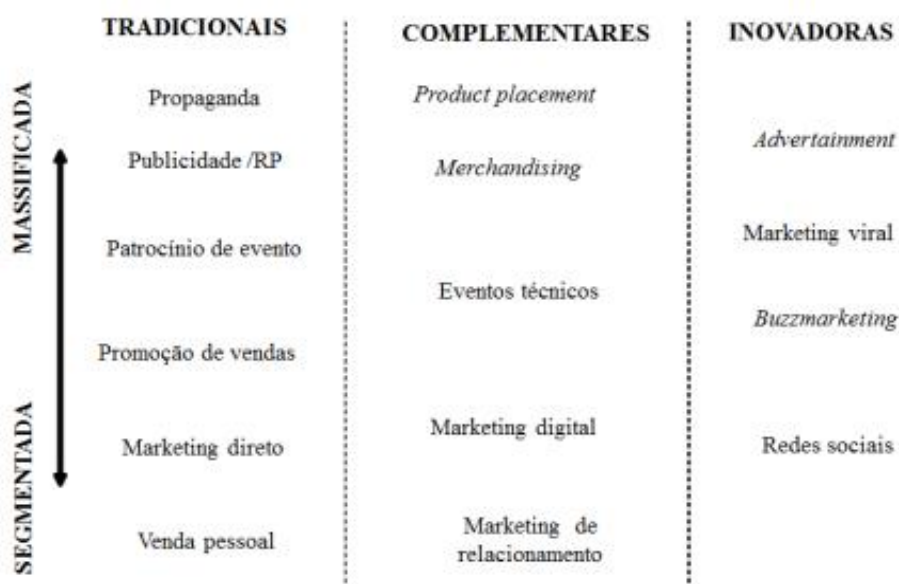 TRADICIONAIS
COMPLEMENTARES
INOVADORAS
MASSIFICADA
SEGMENTADA
Propaganda
Publicidade /RP
Patrocínio de evento
Promoção de vendas
Marketing direto
Venda pessoal
Product placement
Merchandising
Eventos técnicos
Marketing digital
Marketing de
relacionamento
Advertainment
Marketing viral
Buzzmarketing
Redes sociais